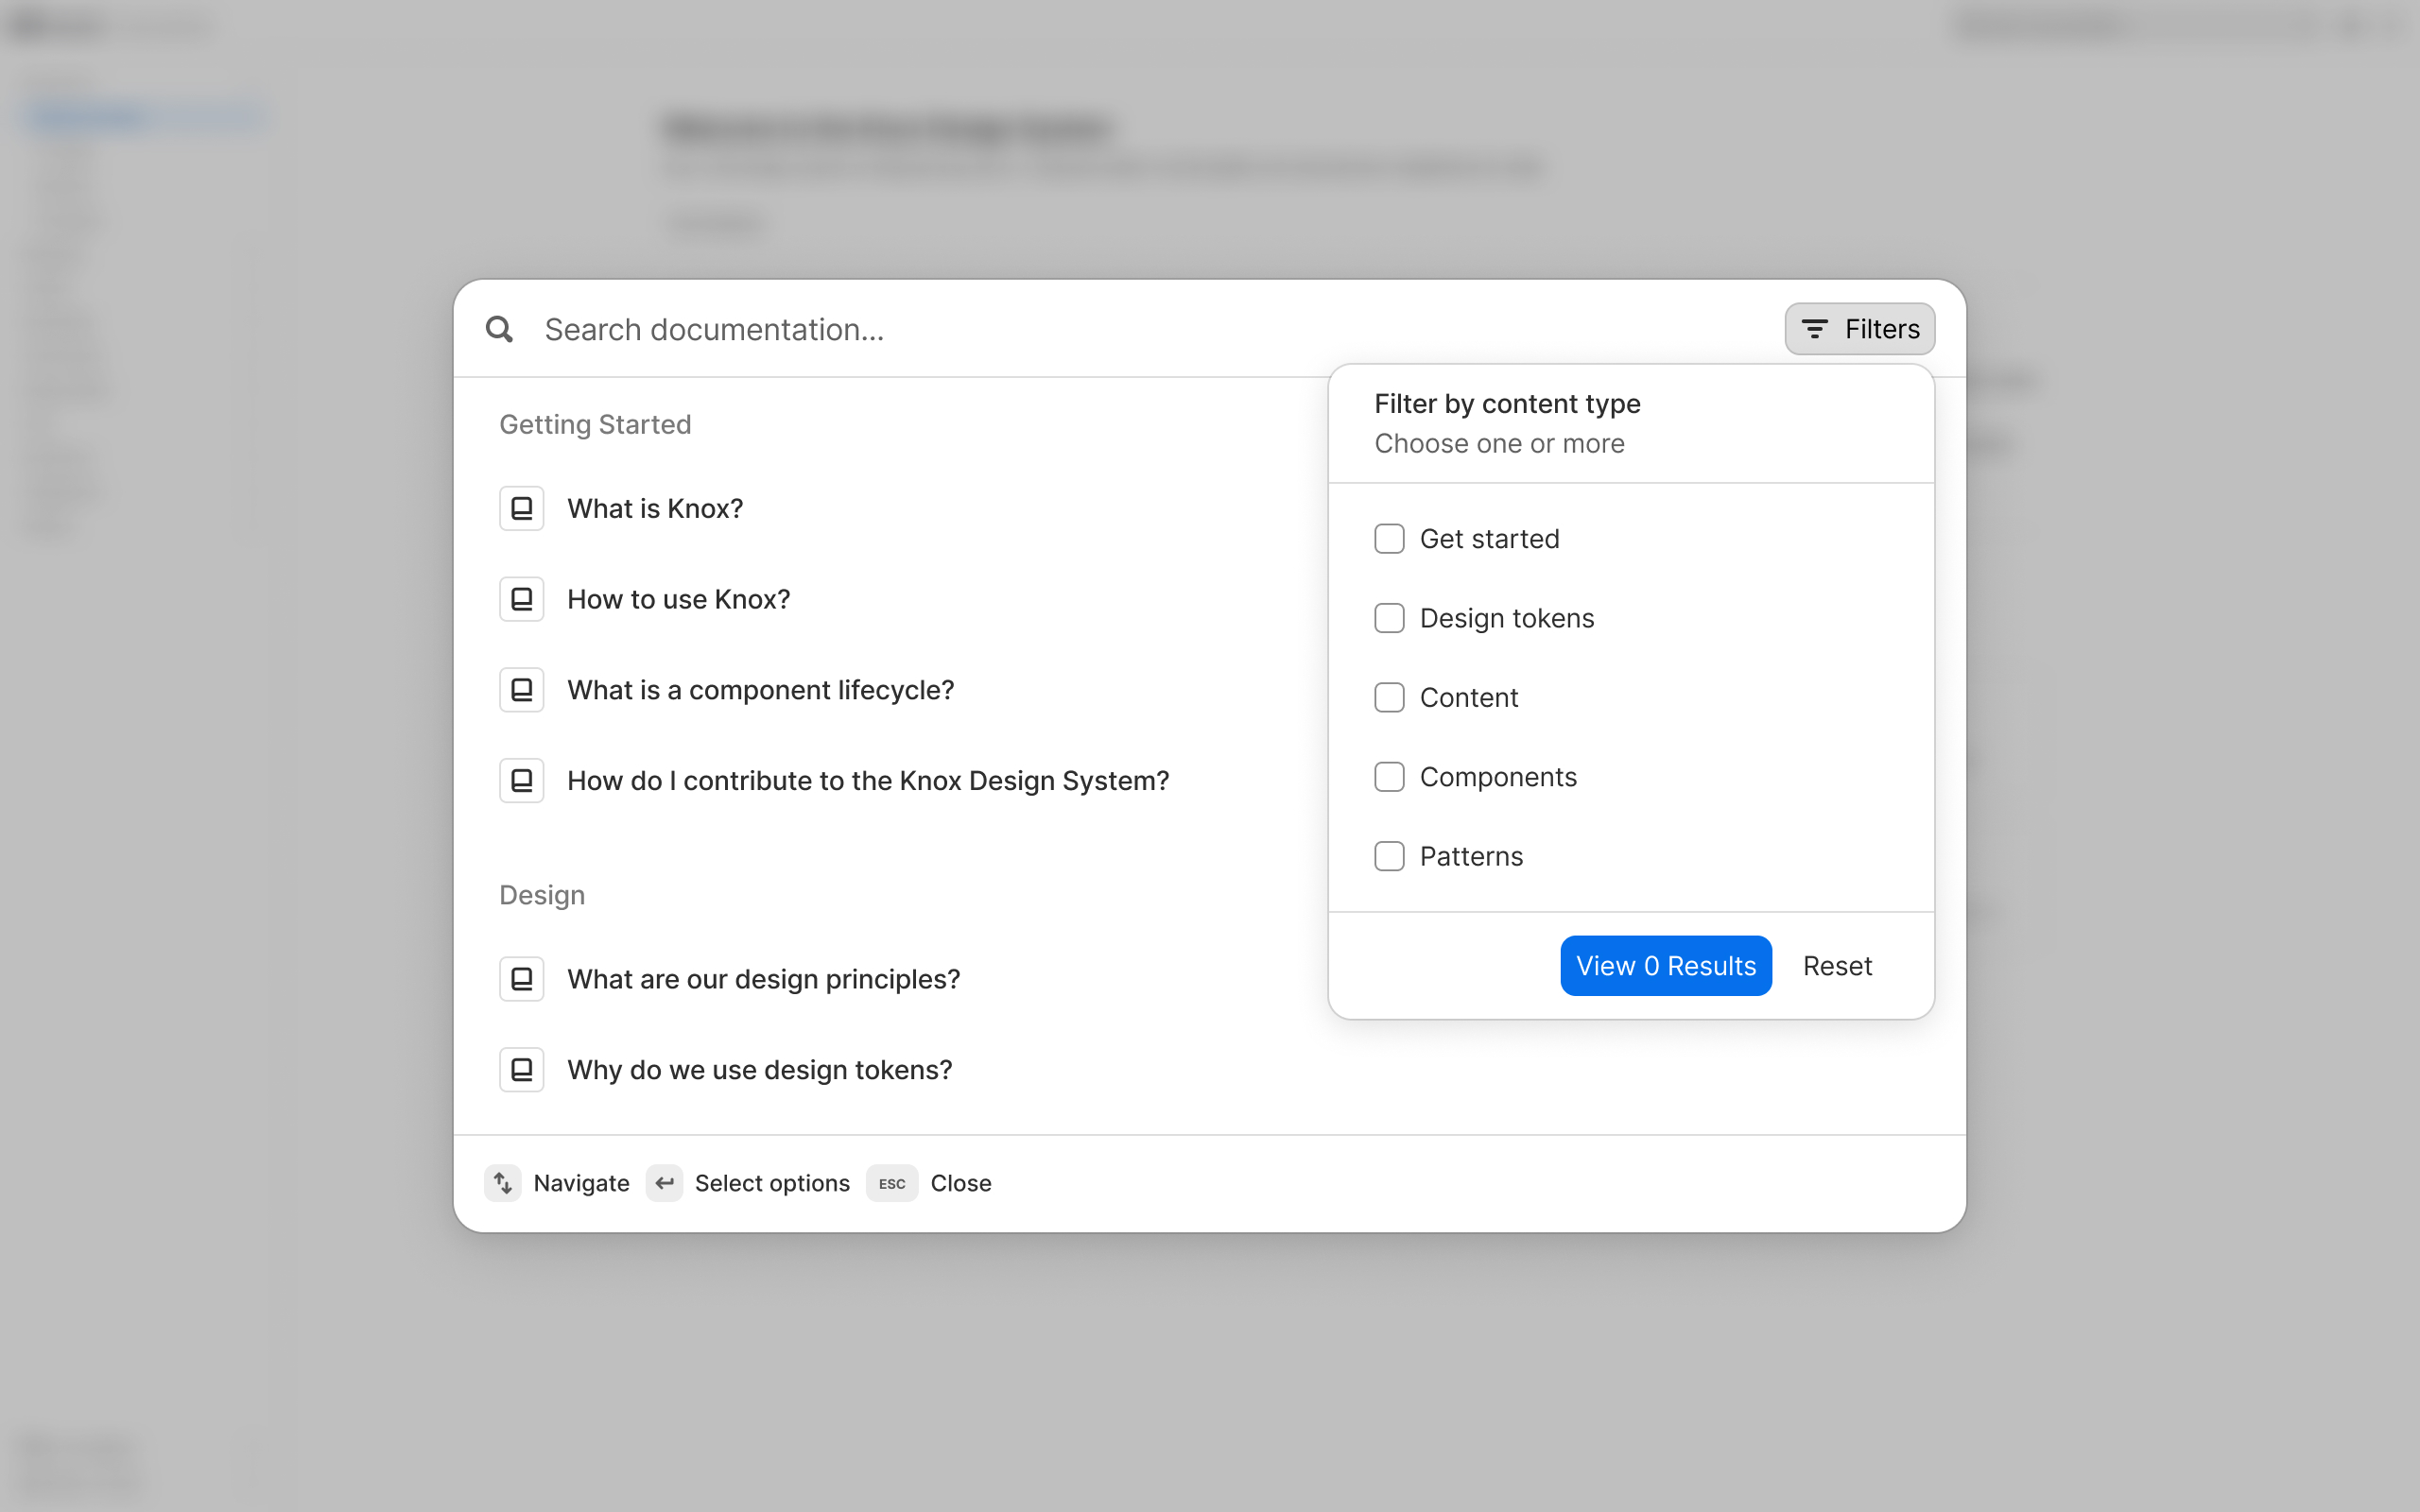 Search documentation...
Filters
Getting Started
What is Knox?
How to use Knox?
What is a component lifecycle?
How do I contribute to the Knox Design System?
Design
What are our design principles?
Why do we use design tokens?
Filter by content type
Choose one or more
Get started
Design tokens
Content
Components
Patterns
View 0 Results
Reset
Navigate
Select options
ESC
Close